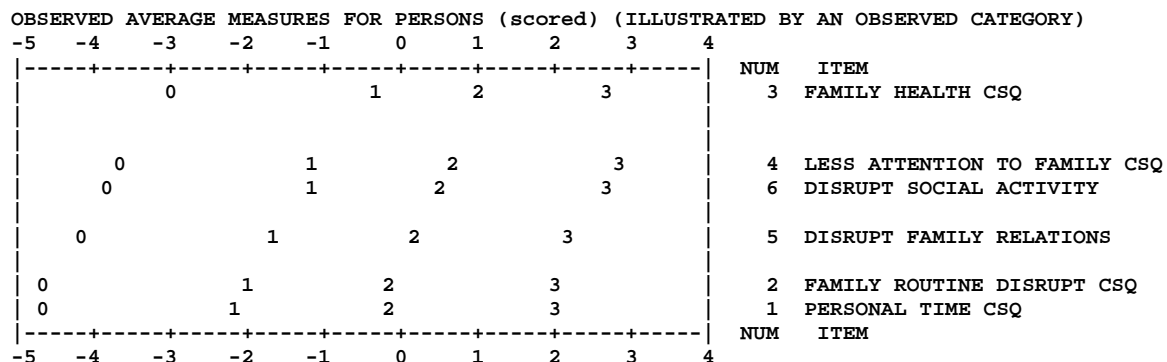 OBSERVED AVERAGE MEASURES FOR PERSONS (scored) (ILLUSTRATED BY AN OBSERVED CATEGORY)
-5 -4 -3 -2 -1 0 1 2 3 4
|-----+-----+-----+-----+-----+-----+-----+-----+-----| NUM ITEM
| 0 1 2 3 | 3 FAMILY HEALTH CSQ
| |
| |
| 0 1 2 3 | 4 LESS ATTENTION TO FAMILY CSQ
| 0 1 2 3 | 6 DISRUPT SOCIAL ACTIVITY
| |
| 0 1 2 3 | 5 DISRUPT FAMILY RELATIONS
| |
| 0 1 2 3 | 2 FAMILY ROUTINE DISRUPT CSQ
| 0 1 2 3 | 1 PERSONAL TIME CSQ
|-----+-----+-----+-----+-----+-----+-----+-----+-----| NUM ITEM
-5 -4 -3 -2 -1 0 1 2 3 4